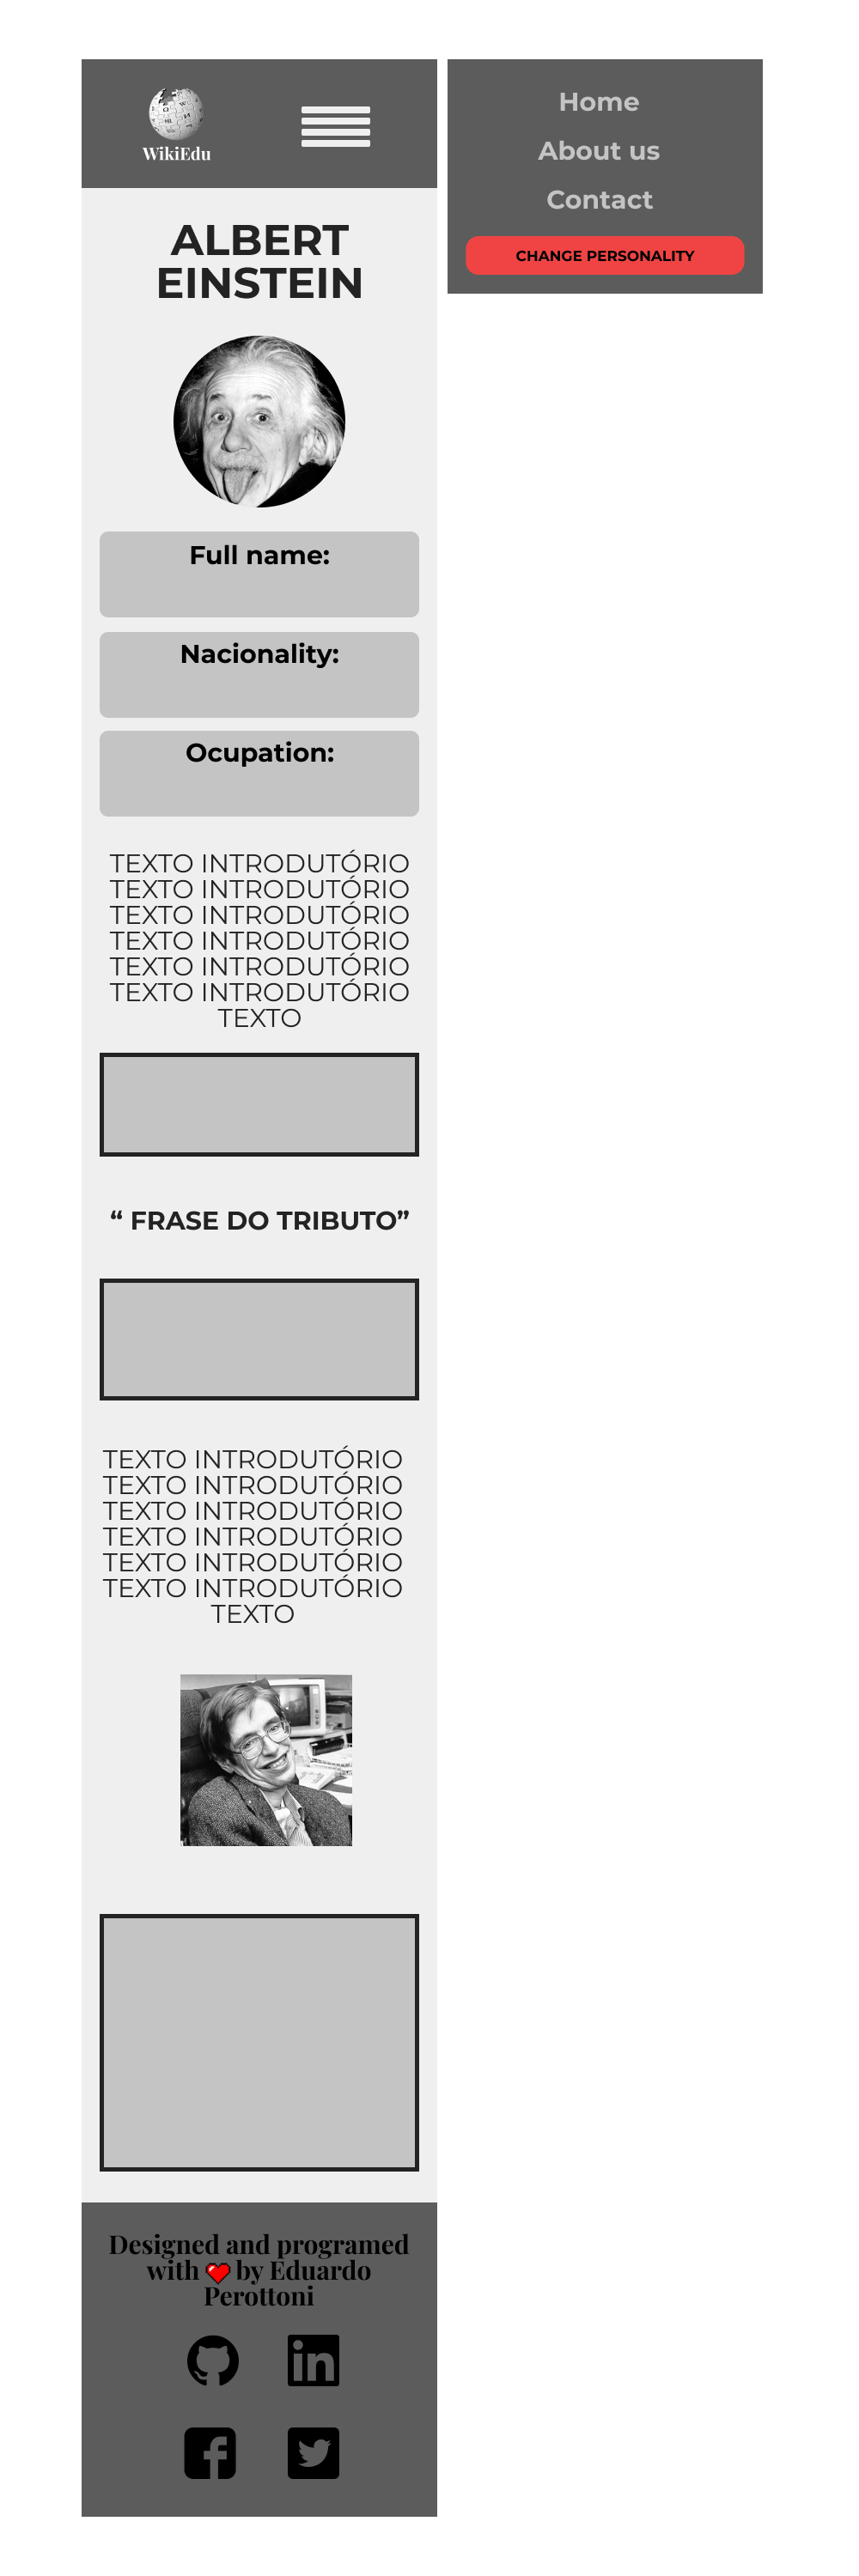 WikiEdu
ALBERT
EINSTEIN
Full name:
Nacionality:
Ocupation:
TEXTO INTRODUTÓRIO
TEXTO INTRODUTÓRIO
TEXTO INTRODUTÓRIO
TEXTO INTRODUTÓRIO
TEXTO INTRODUTÓRIO
TEXTO INTRODUTÓRIO
TEXTO
“ FRASE DO TRIBUTO”
TEXTO INTRODUTÓRIO
TEXTO INTRODUTÓRIO
TEXTO INTRODUTÓRIO
TEXTO INTRODUTÓRIO
TEXTO INTRODUTÓRIO
TEXTO INTRODUTÓRIO
TEXTO
Designed and programed
with ❤ by Eduardo
Perottoni
in
Home
About us
Contact
CHANGE PERSONALITY